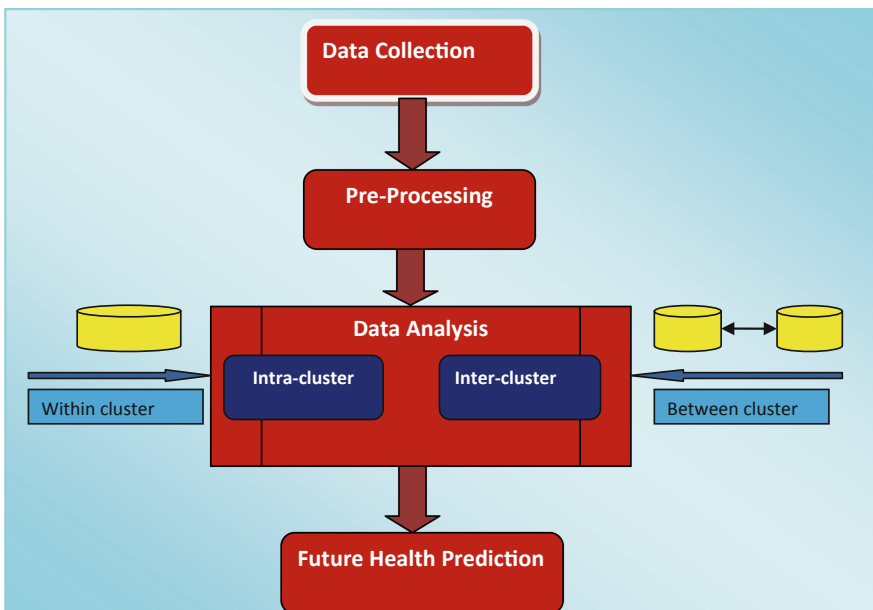 Data Collection
Pre-Processing
Data Analysis
Intra-cluster
Inter-cluster
Within cluster
Between cluster
Future Health Prediction